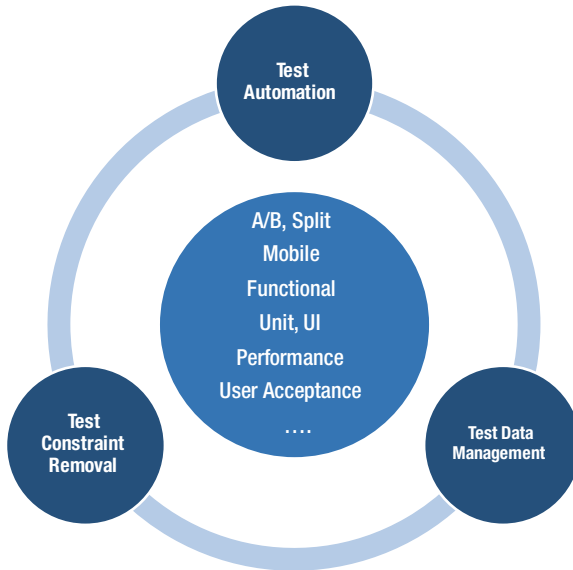 Test
Automation
A/B, Split
Mobile
Functional
Unit, UI
Performance
User Acceptance
....
Test
Constraint
Removal
Test Data
Management